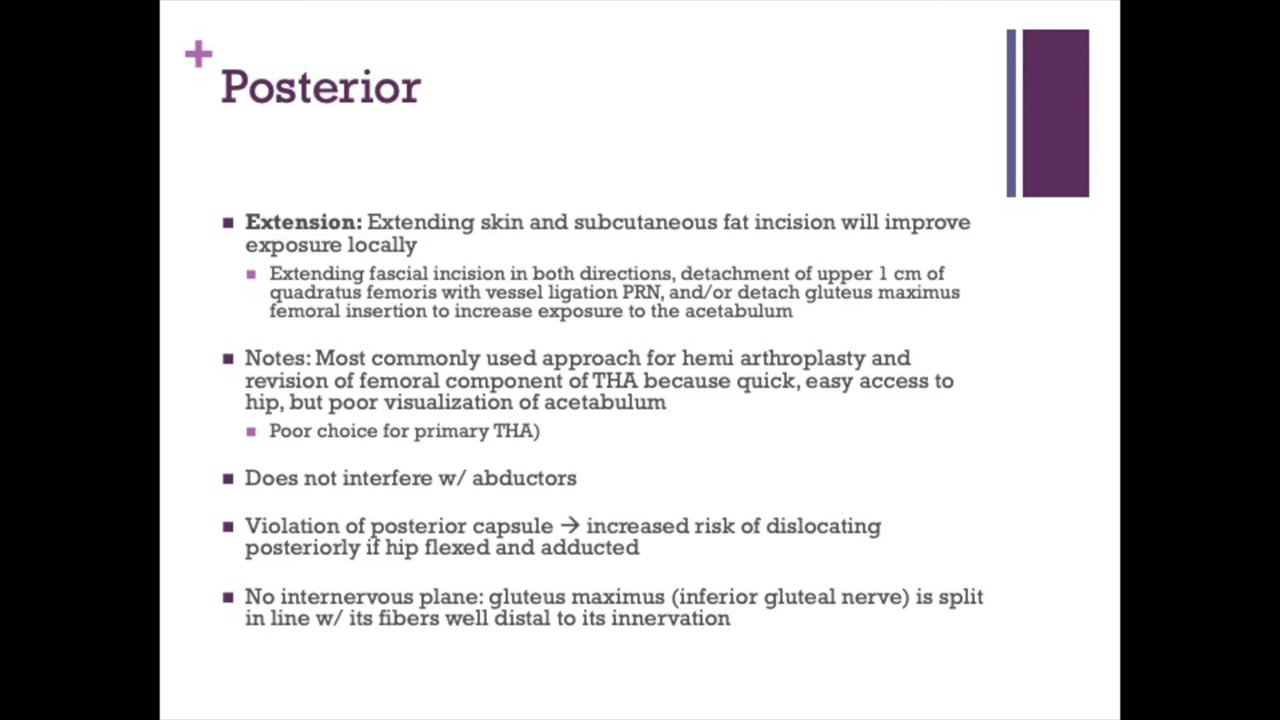 Posterior
Extension: Extending skin and subcutaneous fat incision will improve
exposure locally
Extending fascial incision in both directions, detachment of upper 1 cm of
quadratus femoris with vessel ligation PRN, and/or detach gluteus maximus
femoral insertion to increase exposure to the acetabulum
Notes: Most commonly used approach for hemi arthroplasty and
revision of femoral component of THA because quick, easy access to
hip, but poor visualization of acetabulum
Poor choice for primary THA)
Does not interfere w/ abductors
Violation of posterior capsule → increased risk of dislocating
posteriorly if hip flexed and adducted
No internervous plane: gluteus maximus (inferior gluteal nerve) is split
in line w/ its fibers well distal to its innervation